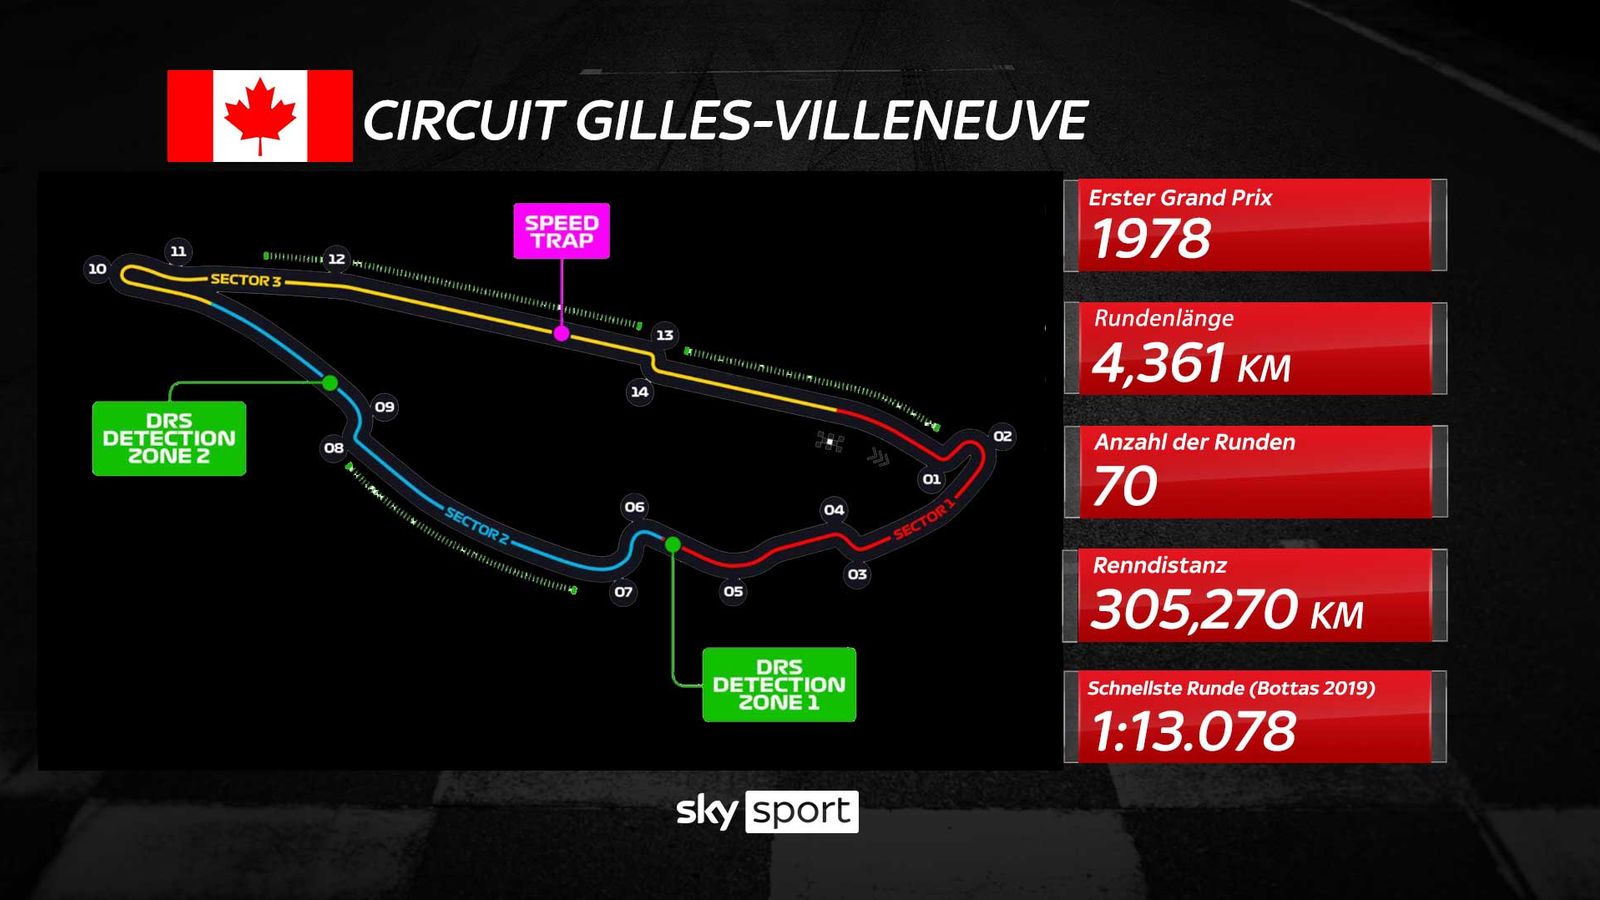 CIRCUIT GILLES-VILLENEUVE
SPEED
TRAP
10
11
SECTOR 3
12
13
14
DRS
DETECTION
ZONE 2
09
08
02
01
SECTOR 1
04
03
06
SECTOR 2
07
05
DRS
DETECTION
ZONE 1
Erster Grand Prix
1978
Rundenlänge
4,361 KM
Anzahl der Runden
70
Renndistanz
305,270 KM
Schnellste Runde (Bottas 2019)
1:13.078
sky sport